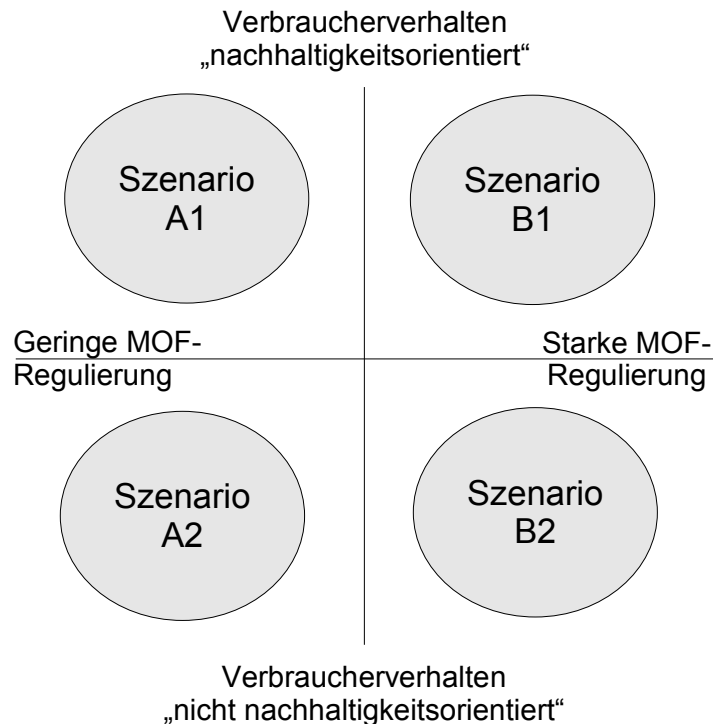 Verbraucherverhalten
„nachhaltigkeitsorientiert“
Szenario
A1
Szenario
B1
Geringe MOF-
Regulierung
Starke MOF-
Regulierung
Szenario
A2
Szenario
B2
Verbraucherverhalten
„nicht nachhaltigkeitsorientiert“